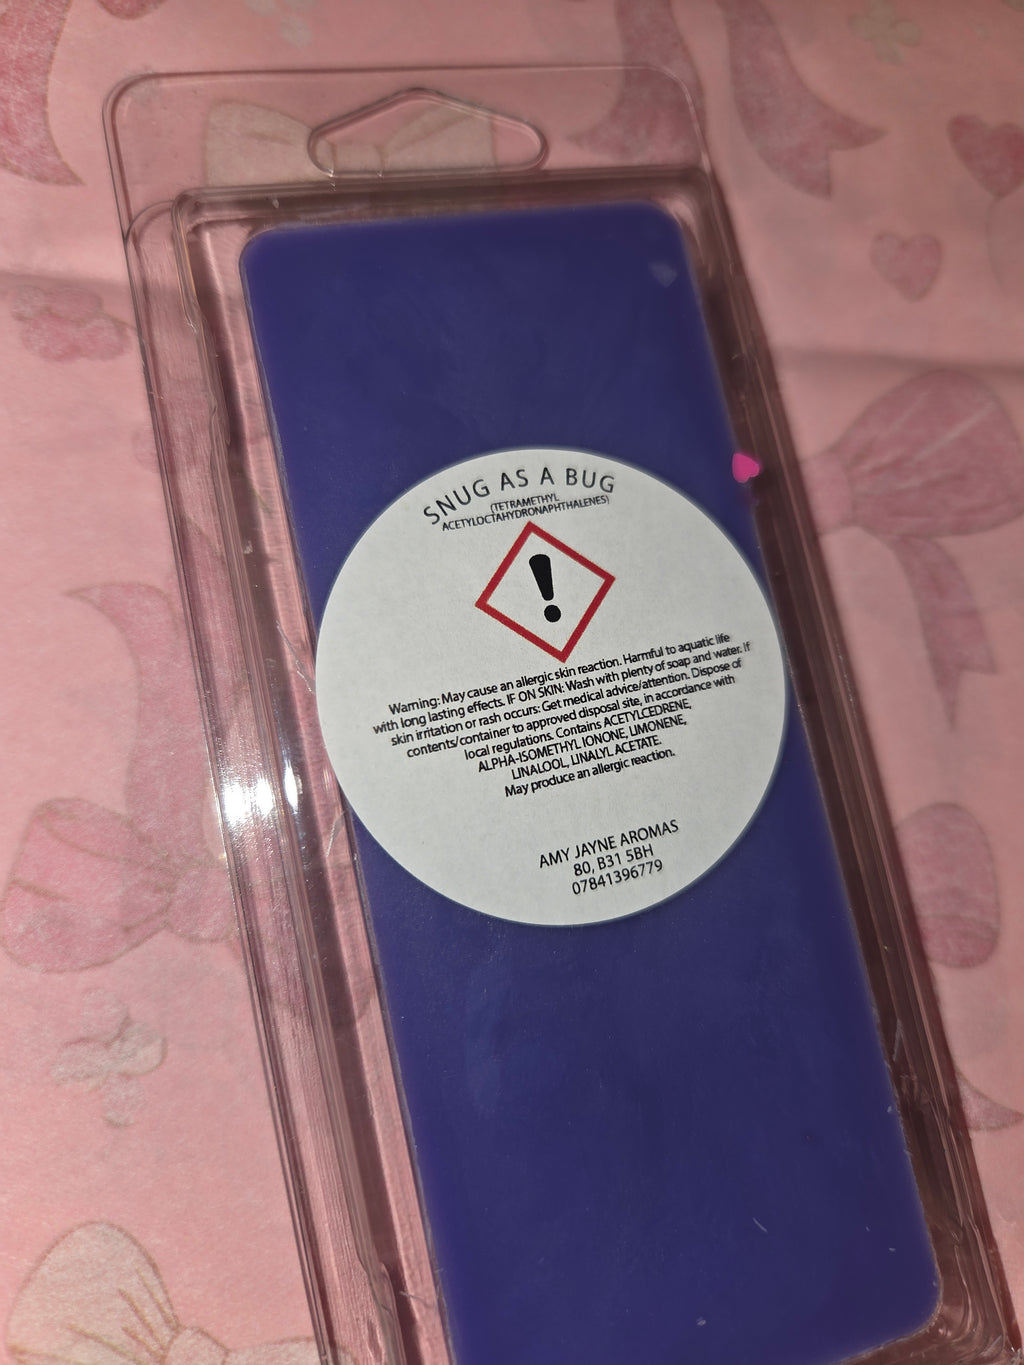 SNUG AS A BUG
(TETRAMETHYL
ACETYLOCTAHYDRONAPHTHALENES)
!
Warning: May cause an allergic skin reaction. Harmful to aquatic life
with long lasting effects. IF ON SKIN: Wash with plenty of soap and water. If
skin irritation or rash occurs: Get medical advice/attention. Dispose of
contents/container to approved disposal site, in accordance with
local regulations. Contains ACETYLCEDRENE,
ALPHA-ISOMETHYL IONONE, LIMONENE,
LINALOOL, LINALYL ACETATE.
May produce an allergic reaction.
AMY JAYNE AROMAS
80, B31 5BH
07841396779